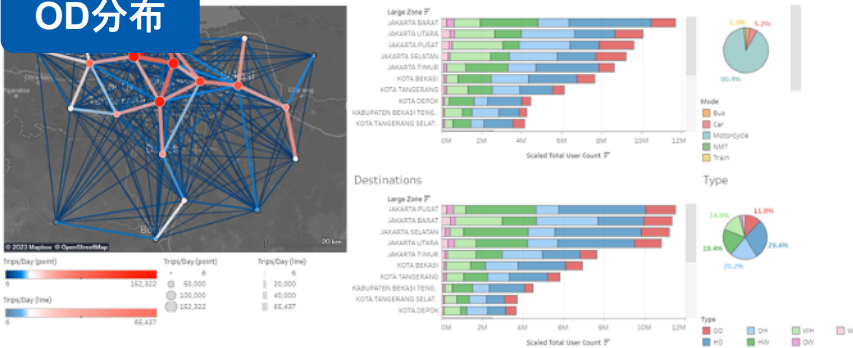 OD分布
© 2023 Mapbox © OpenStreetMap
20 km
Trips/Day (point)
6
152,322
Trips/Day (line)
6
65,437
Trips/Day (point)
6
50,000
100,000
152,322
Trips/Day (line)
6
20,000
40,000
65,437
Large Zone
JAKARTA BARAT
JAKARTA UTARA
JAKARTA PUSAT
JAKARTA SELATAN
JAKARTA TIMUR
KOTA BEKASI
KOTA TANGERANG
KOTA DEPOK
KABUPATEN BEKASI TENG..
KOTA TANGERANG SELAT..
0M 2M 4M 6M 8M 10M 12M
Scaled Total User Count
Destinations
Large Zone
JAKARTA PUSAT
JAKARTA BARAT
JAKARTA SELATAN
JAKARTA UTARA
JAKARTA TIMUR
KOTA BEKASI
KOTA TANGERANG
KABUPATEN BEKASI TENG..
KOTA TANGERANG SELAT..
KOTA DEPOK
0M 2M 4M 6M 8M 10M 12M
Scaled Total User Count
5.2%
Mode
Bus
Car
Motorcycle
NMT
Train
Type
11.0%
29.4%
20.2%
19.4%
Type
OO OH WH
HO HW OW